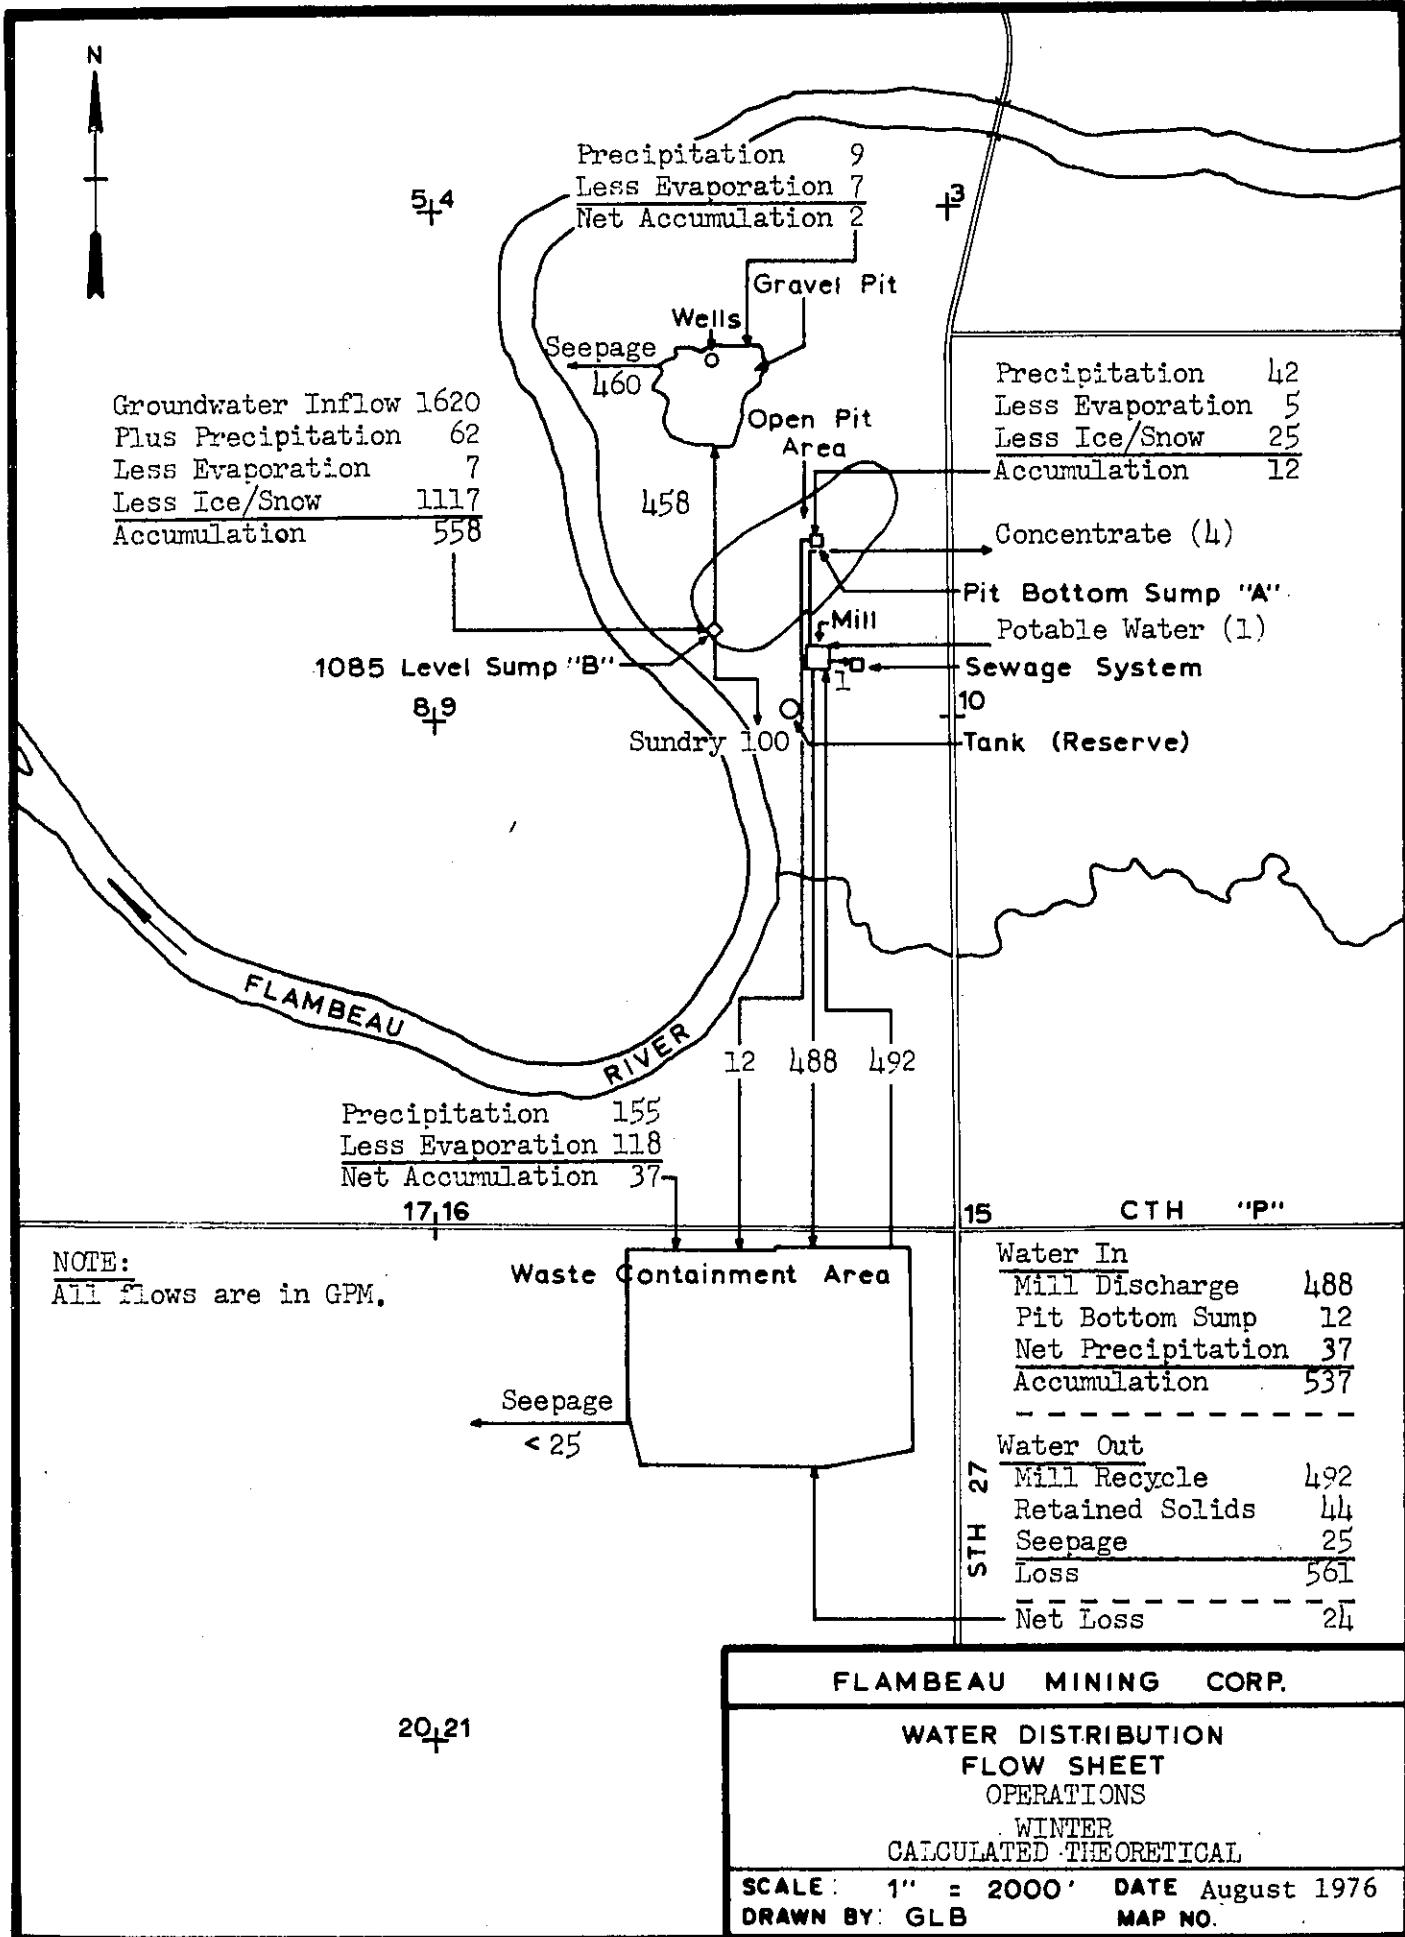 N
Precipitation 9
Less Evaporation 7
Net Accumulation 2
5 4
3
Gravel Pit
Wells
Seepage
460
Groundwater Inflow 1620
Plus Precipitation 62
Less Evaporation 7
Less Ice/Snow 1117
Accumulation 558
Precipitation 42
Less Evaporation 5
Less Ice/Snow 25
Accumulation 12
Open Pit
Area
458
Concentrate (4)
Pit Bottom Sump "A"
Mill
Potable Water (1)
1085 Level Sump "B"
Sewage System
1
8 9
10
Sundry 100
Tank (Reserve)
FLAMBEAU
RIVER
12 488 492
Precipitation 155
Less Evaporation 118
Net Accumulation 37
17 16
15
CTH "P"
NOTE:
All flows are in GPM.
Waste Containment Area
Seepage
< 25
Water In
Mill Discharge 488
Pit Bottom Sump 12
Net Precipitation 37
Accumulation 537
Water Out
Mill Recycle 492
Retained Solids 44
Seepage 25
Loss 561
Net Loss 24
STH 27
20 21
FLAMBEAU MINING CORP.
WATER DISTRIBUTION
FLOW SHEET
OPERATIONS
WINTER
CALCULATED THEORETICAL
SCALE: 1" = 2000' DATE August 1976
DRAWN BY: GLB MAP NO.